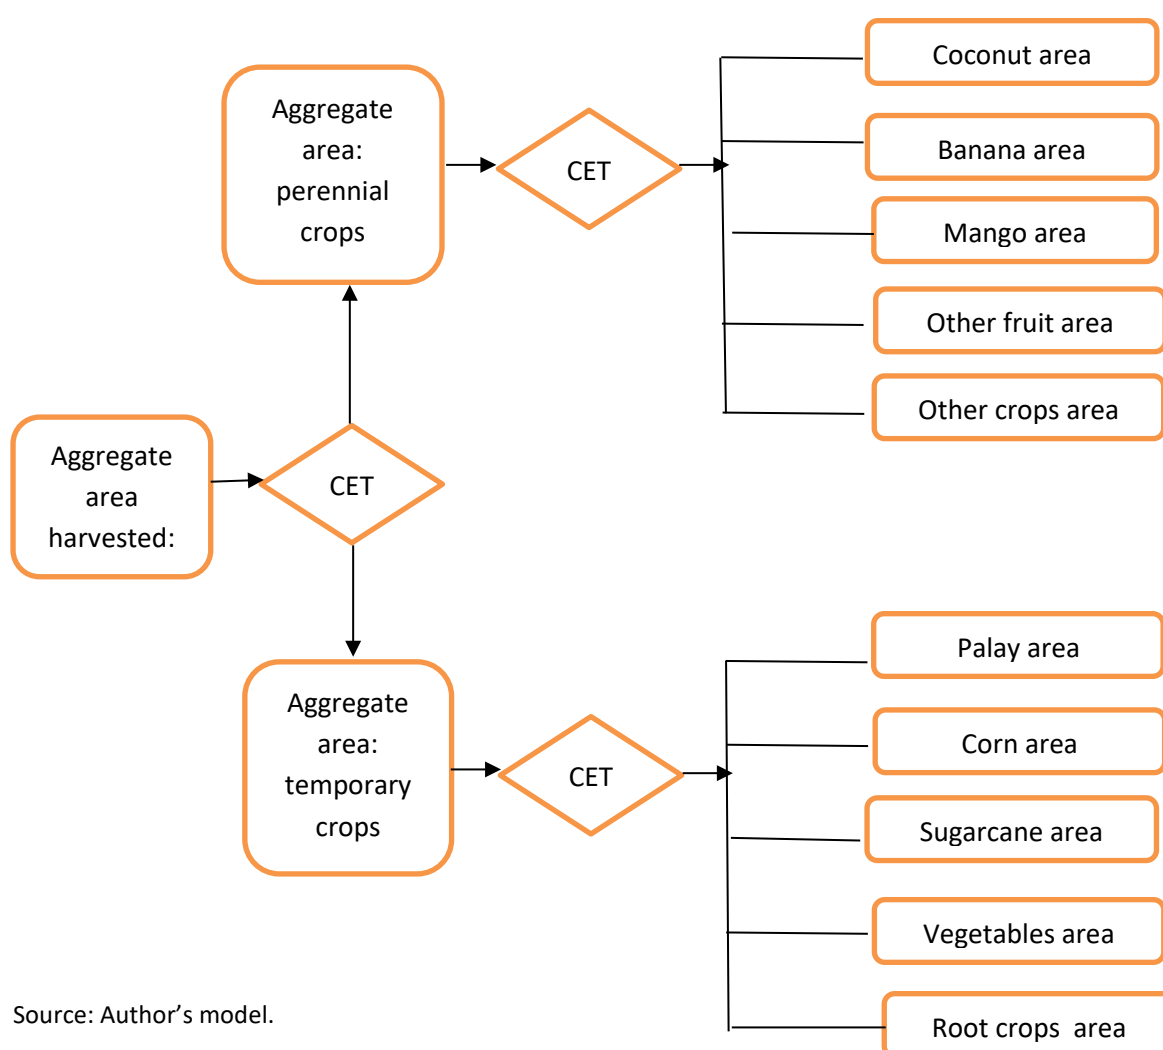 Aggregate
area
harvested:
CET
Aggregate
area:
perennial
crops
CET
Coconut area
Banana area
Mango area
Other fruit area
Other crops area
Aggregate
area:
temporary
crops
CET
Palay area
Corn area
Sugarcane area
Vegetables area
Root crops  area
Source: Author’s model.